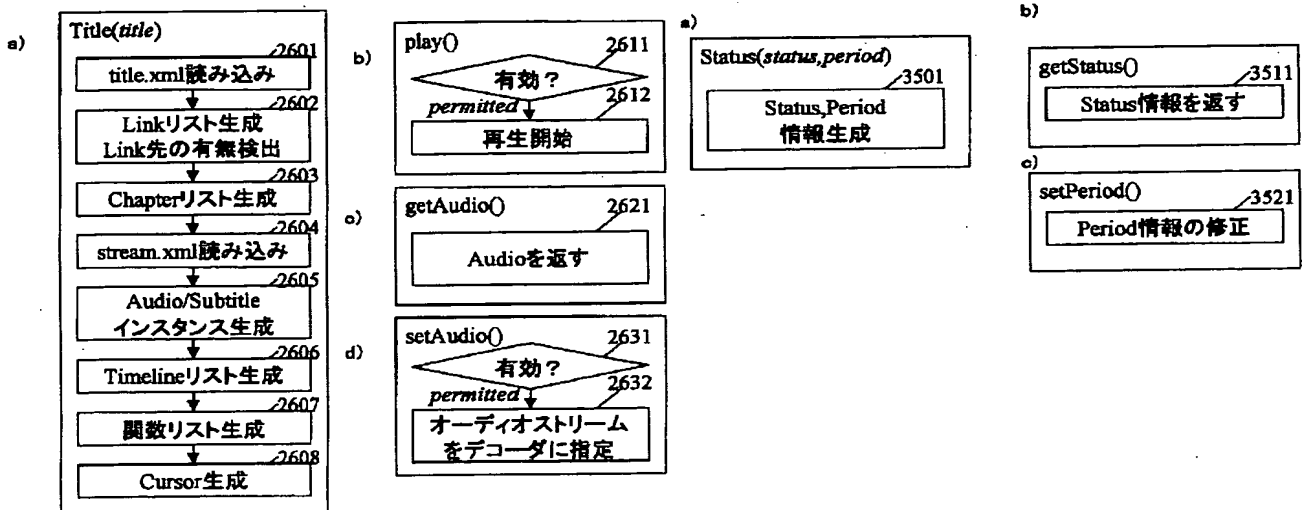 a)
Title(title)
2601
title.xml読み込み
2602
Linkリスト生成
Link先の有無検出
2603
Chapterリスト生成
2604
stream.xml読み込み
2605
Audio/Subtitle
インスタンス生成
2606
Timelineリスト生成
2607
関数リスト生成
2608
Cursor生成
b)
play()
2611
有効？
permitted
2612
再生開始
c)
getAudio()
2621
Audioを返す
d)
setAudio()
2631
有効？
permitted
2632
オーディオストリーム
をデコーダに指定
a)
Status(status,period)
3501
Status,Period
情報生成
b)
getStatus()
3511
Status情報を返す
c)
setPeriod()
3521
Period情報の修正